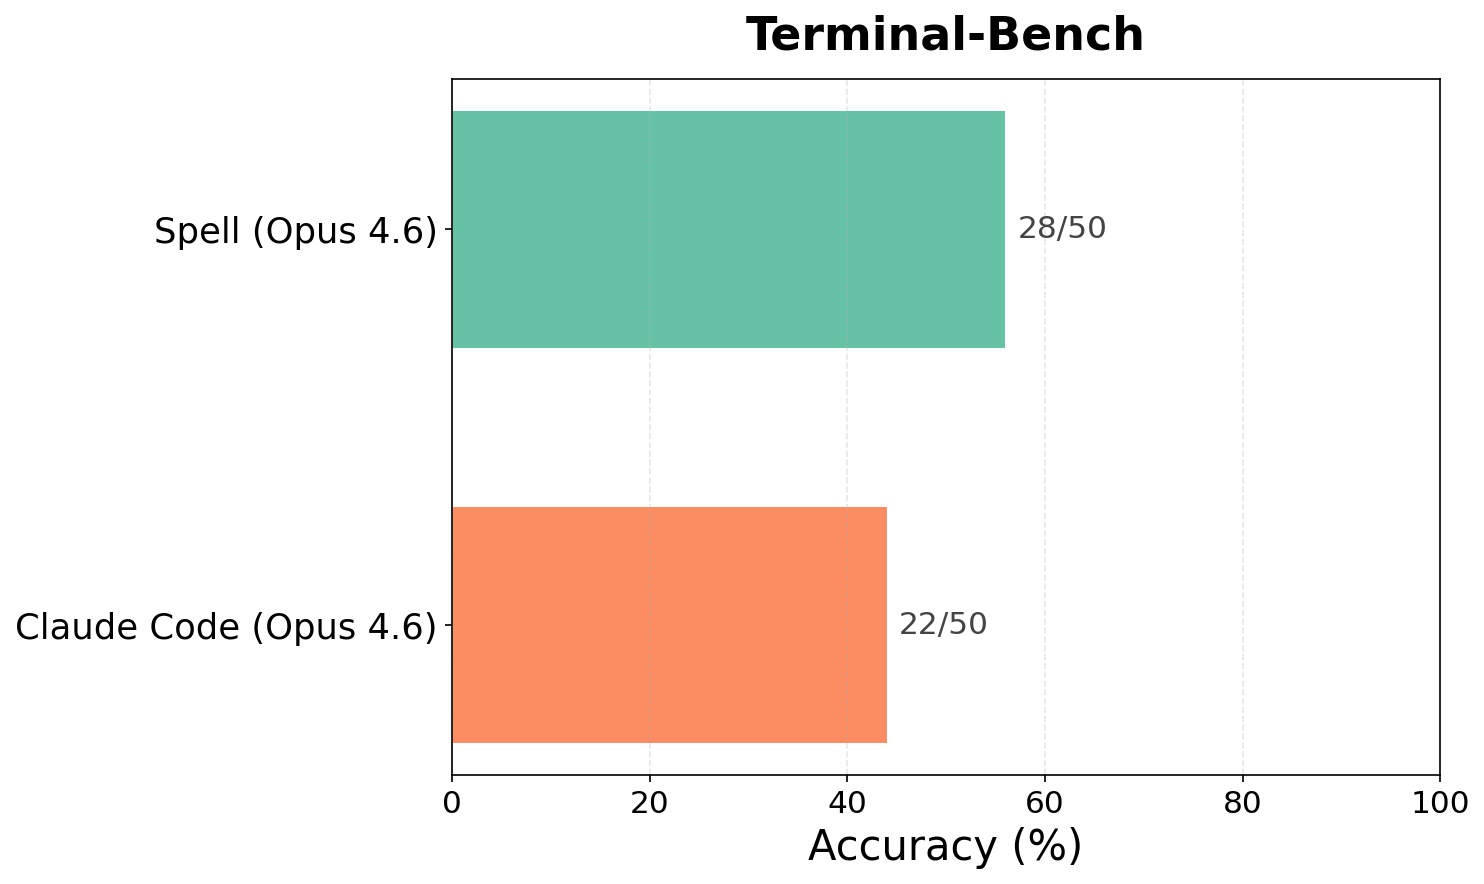 Terminal-Bench
Spell (Opus 4.6)
28/50
Claude Code (Opus 4.6)
22/50
0 20 40 60 80 100
Accuracy (%)